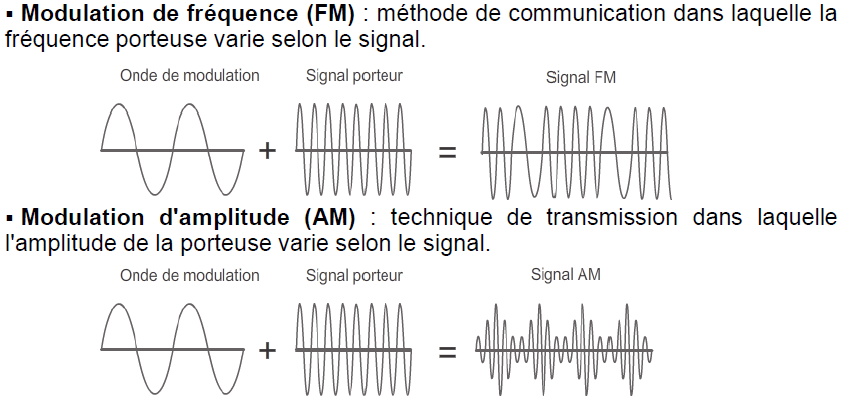 ▪ Modulation de fréquence (FM) : méthode de communication dans laquelle la
fréquence porteuse varie selon le signal.
Onde de modulation Signal porteur Signal FM
+ =
▪ Modulation d'amplitude (AM) : technique de transmission dans laquelle
l'amplitude de la porteuse varie selon le signal.
Onde de modulation Signal porteur Signal AM
+ =